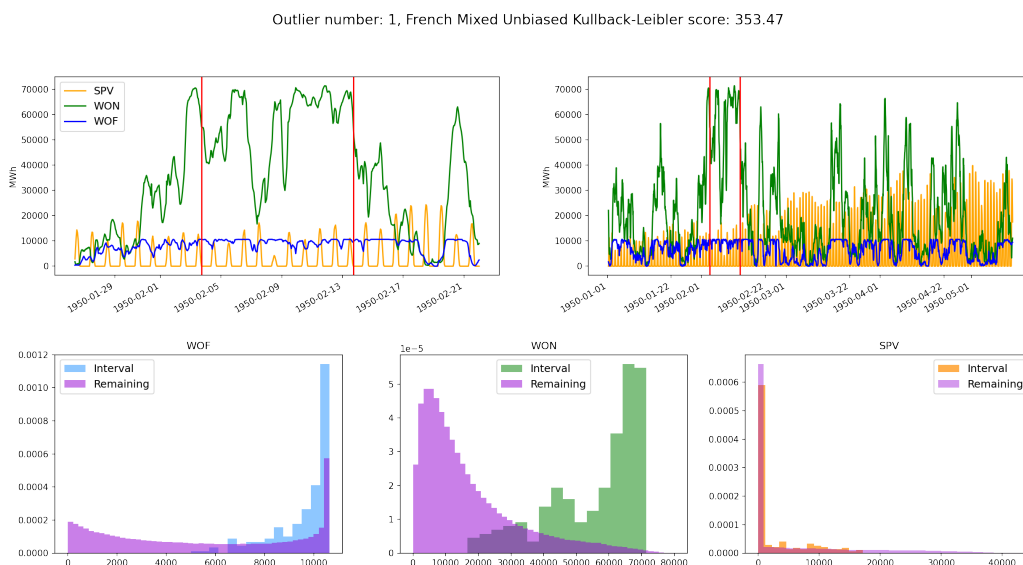 Outlier number: 1, French Mixed Unbiased Kullback-Leibler score: 353.47
SPV
WON
WOF
MWh
70000
60000
50000
40000
30000
20000
10000
0
1950-01-29
1950-02-01
1950-02-05
1950-02-09
1950-02-13
1950-02-17
1950-02-21
MWh
70000
60000
50000
40000
30000
20000
10000
0
1950-01-01
1950-01-22
1950-02-01
1950-02-22
1950-03-01
1950-03-22
1950-04-01
1950-04-22
1950-05-01
WOF
Interval
Remaining
0.0012
0.0010
0.0008
0.0006
0.0004
0.0002
0.0000
0 2000 4000 6000 8000 10000
WON
1e−5
Interval
Remaining
5
4
3
2
1
0
0 10000 20000 30000 40000 50000 60000 70000 80000
SPV
Interval
Remaining
0.0006
0.0005
0.0004
0.0003
0.0002
0.0001
0.0000
0 10000 20000 30000 40000